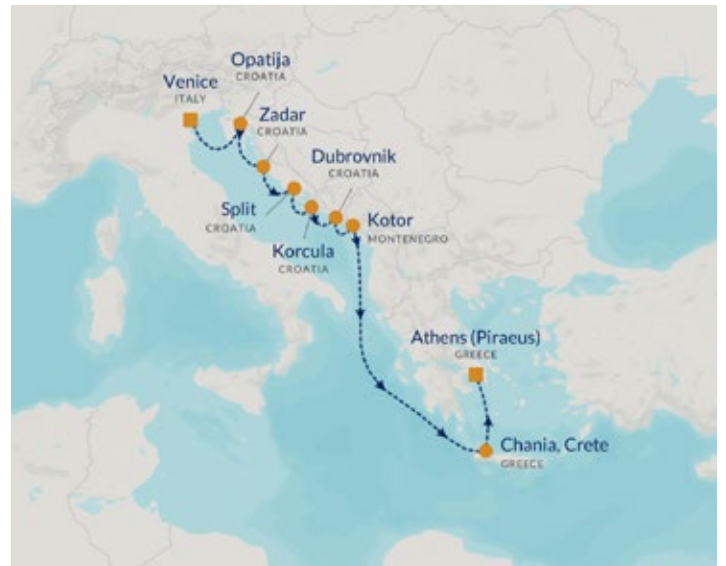 Opatija
CROATIA
Venice
ITALY
Zadar
CROATIA
Dubrovnik
CROATIA
Split
CROATIA
Korcula
CROATIA
Kotor
MONTENEGRO
Athens (Piraeus)
GREECE
Chania, Crete
GREECE